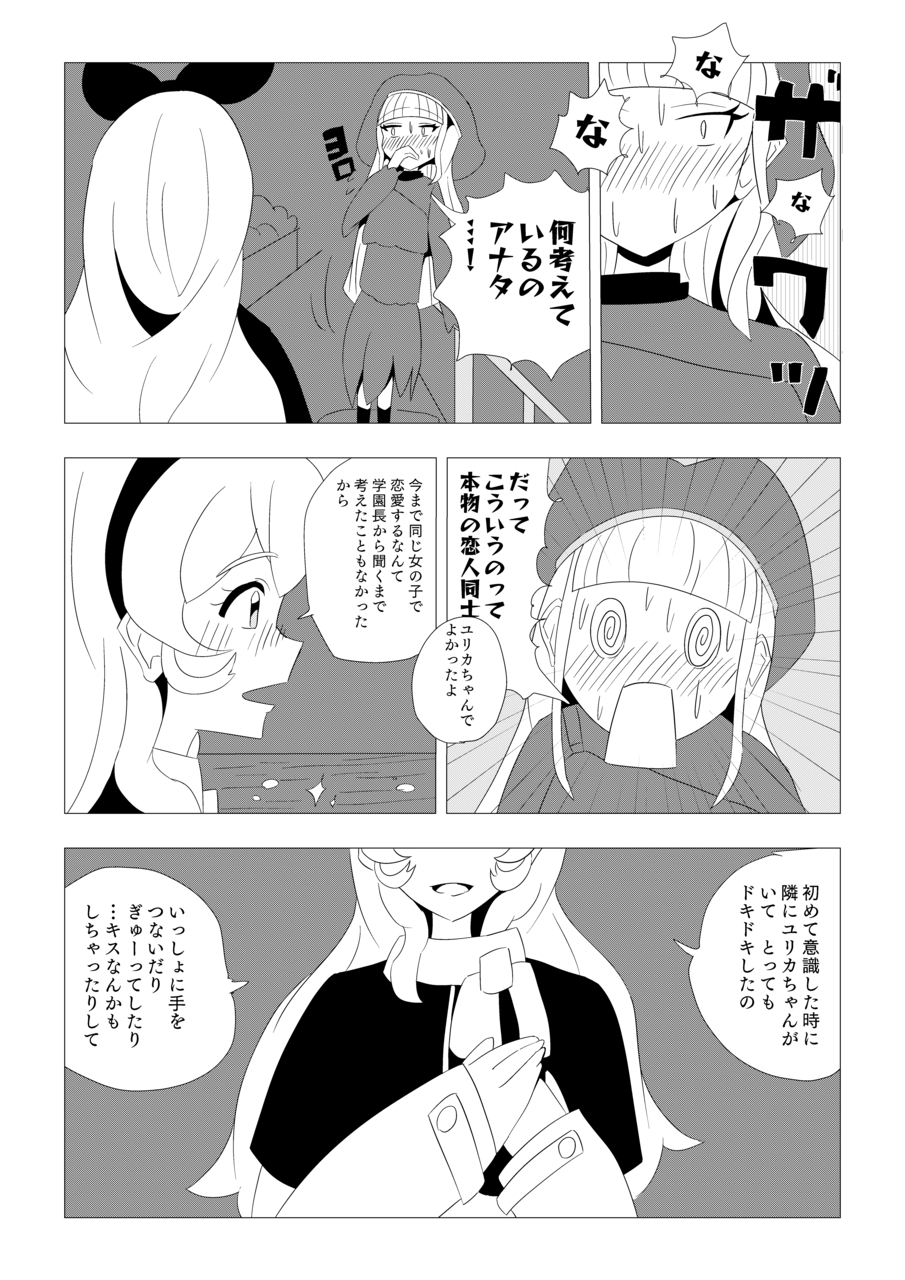 な
な
な
ザワッ
何考えて
いるの
アナタ
…！
ヨロ
だって
こういうのって
本物の恋人同士
ユリカちゃんで
よかったよ
今まで同じ女の子で
恋愛するなんて
学園長から聞くまで
考えたこともなかった
から
初めて意識した時に
隣にユリカちゃんが
いて とっても
ドキドキしたの
いっしょに手を
つないだり
ぎゅーってしたり
…キスなんかも
しちゃったりして